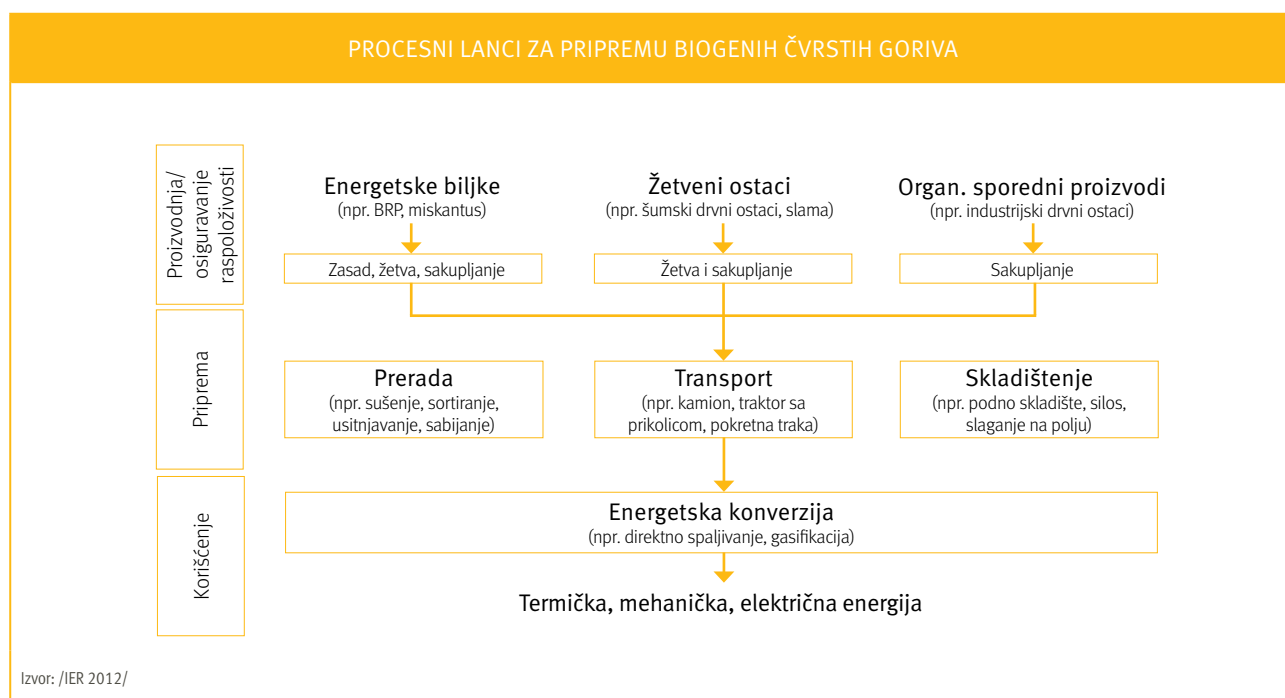 PROCESNI LANCI ZA PRIPREMU BIOGENIH ČVRSTIH GORIVA
Proizvodnja/
osiguravanje
raspoloživosti
Energetske biljke
(npr. BRP, miskantus)
Žetveni ostaci
(npr. šumski drvni ostaci, slama)
Organ. sporedni proizvodi
(npr. industrijski drvni ostaci)
Zasad, žetva, sakupljanje
Žetva i sakupljanje
Sakupljanje
Priprema
Prerada
(npr. sušenje, sortiranje,
usitnjavanje, sabijanje)
Transport
(npr. kamion, traktor sa
prikolicom, pokretna traka)
Skladištenje
(npr. podno skladište, silos,
slaganje na polju)
Korišćenje
Energetska konverzija
(npr. direktno spaljivanje, gasifikacija)
Termička, mehanička, električna energija
Izvor: /IER 2012/